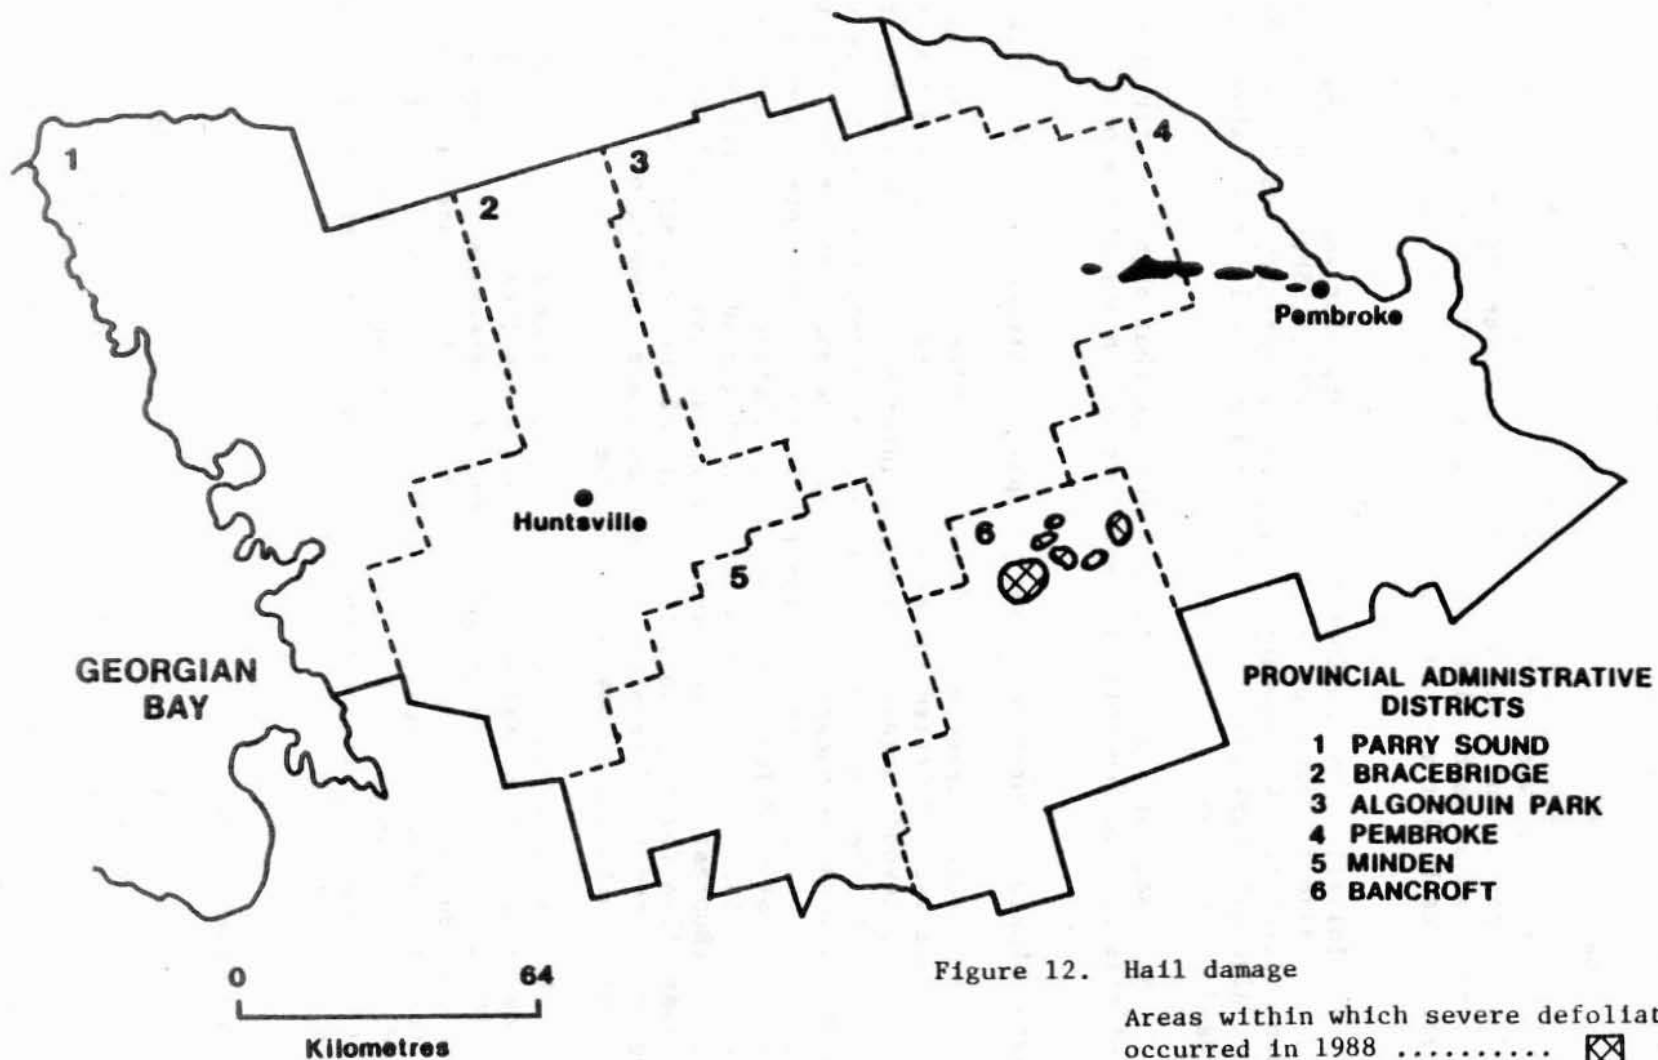 1
2
3
4
Pembroke
Huntsville
5
6
GEORGIAN
BAY
PROVINCIAL ADMINISTRATIVE
DISTRICTS
1 PARRY SOUND
2 BRACEBRIDGE
3 ALGONQUIN PARK
4 PEMBROKE
5 MINDEN
6 BANCROFT
0 64
Kilometres
Figure 12. Hail damage
Areas within which severe defoliat
occurred in 1988 ..........